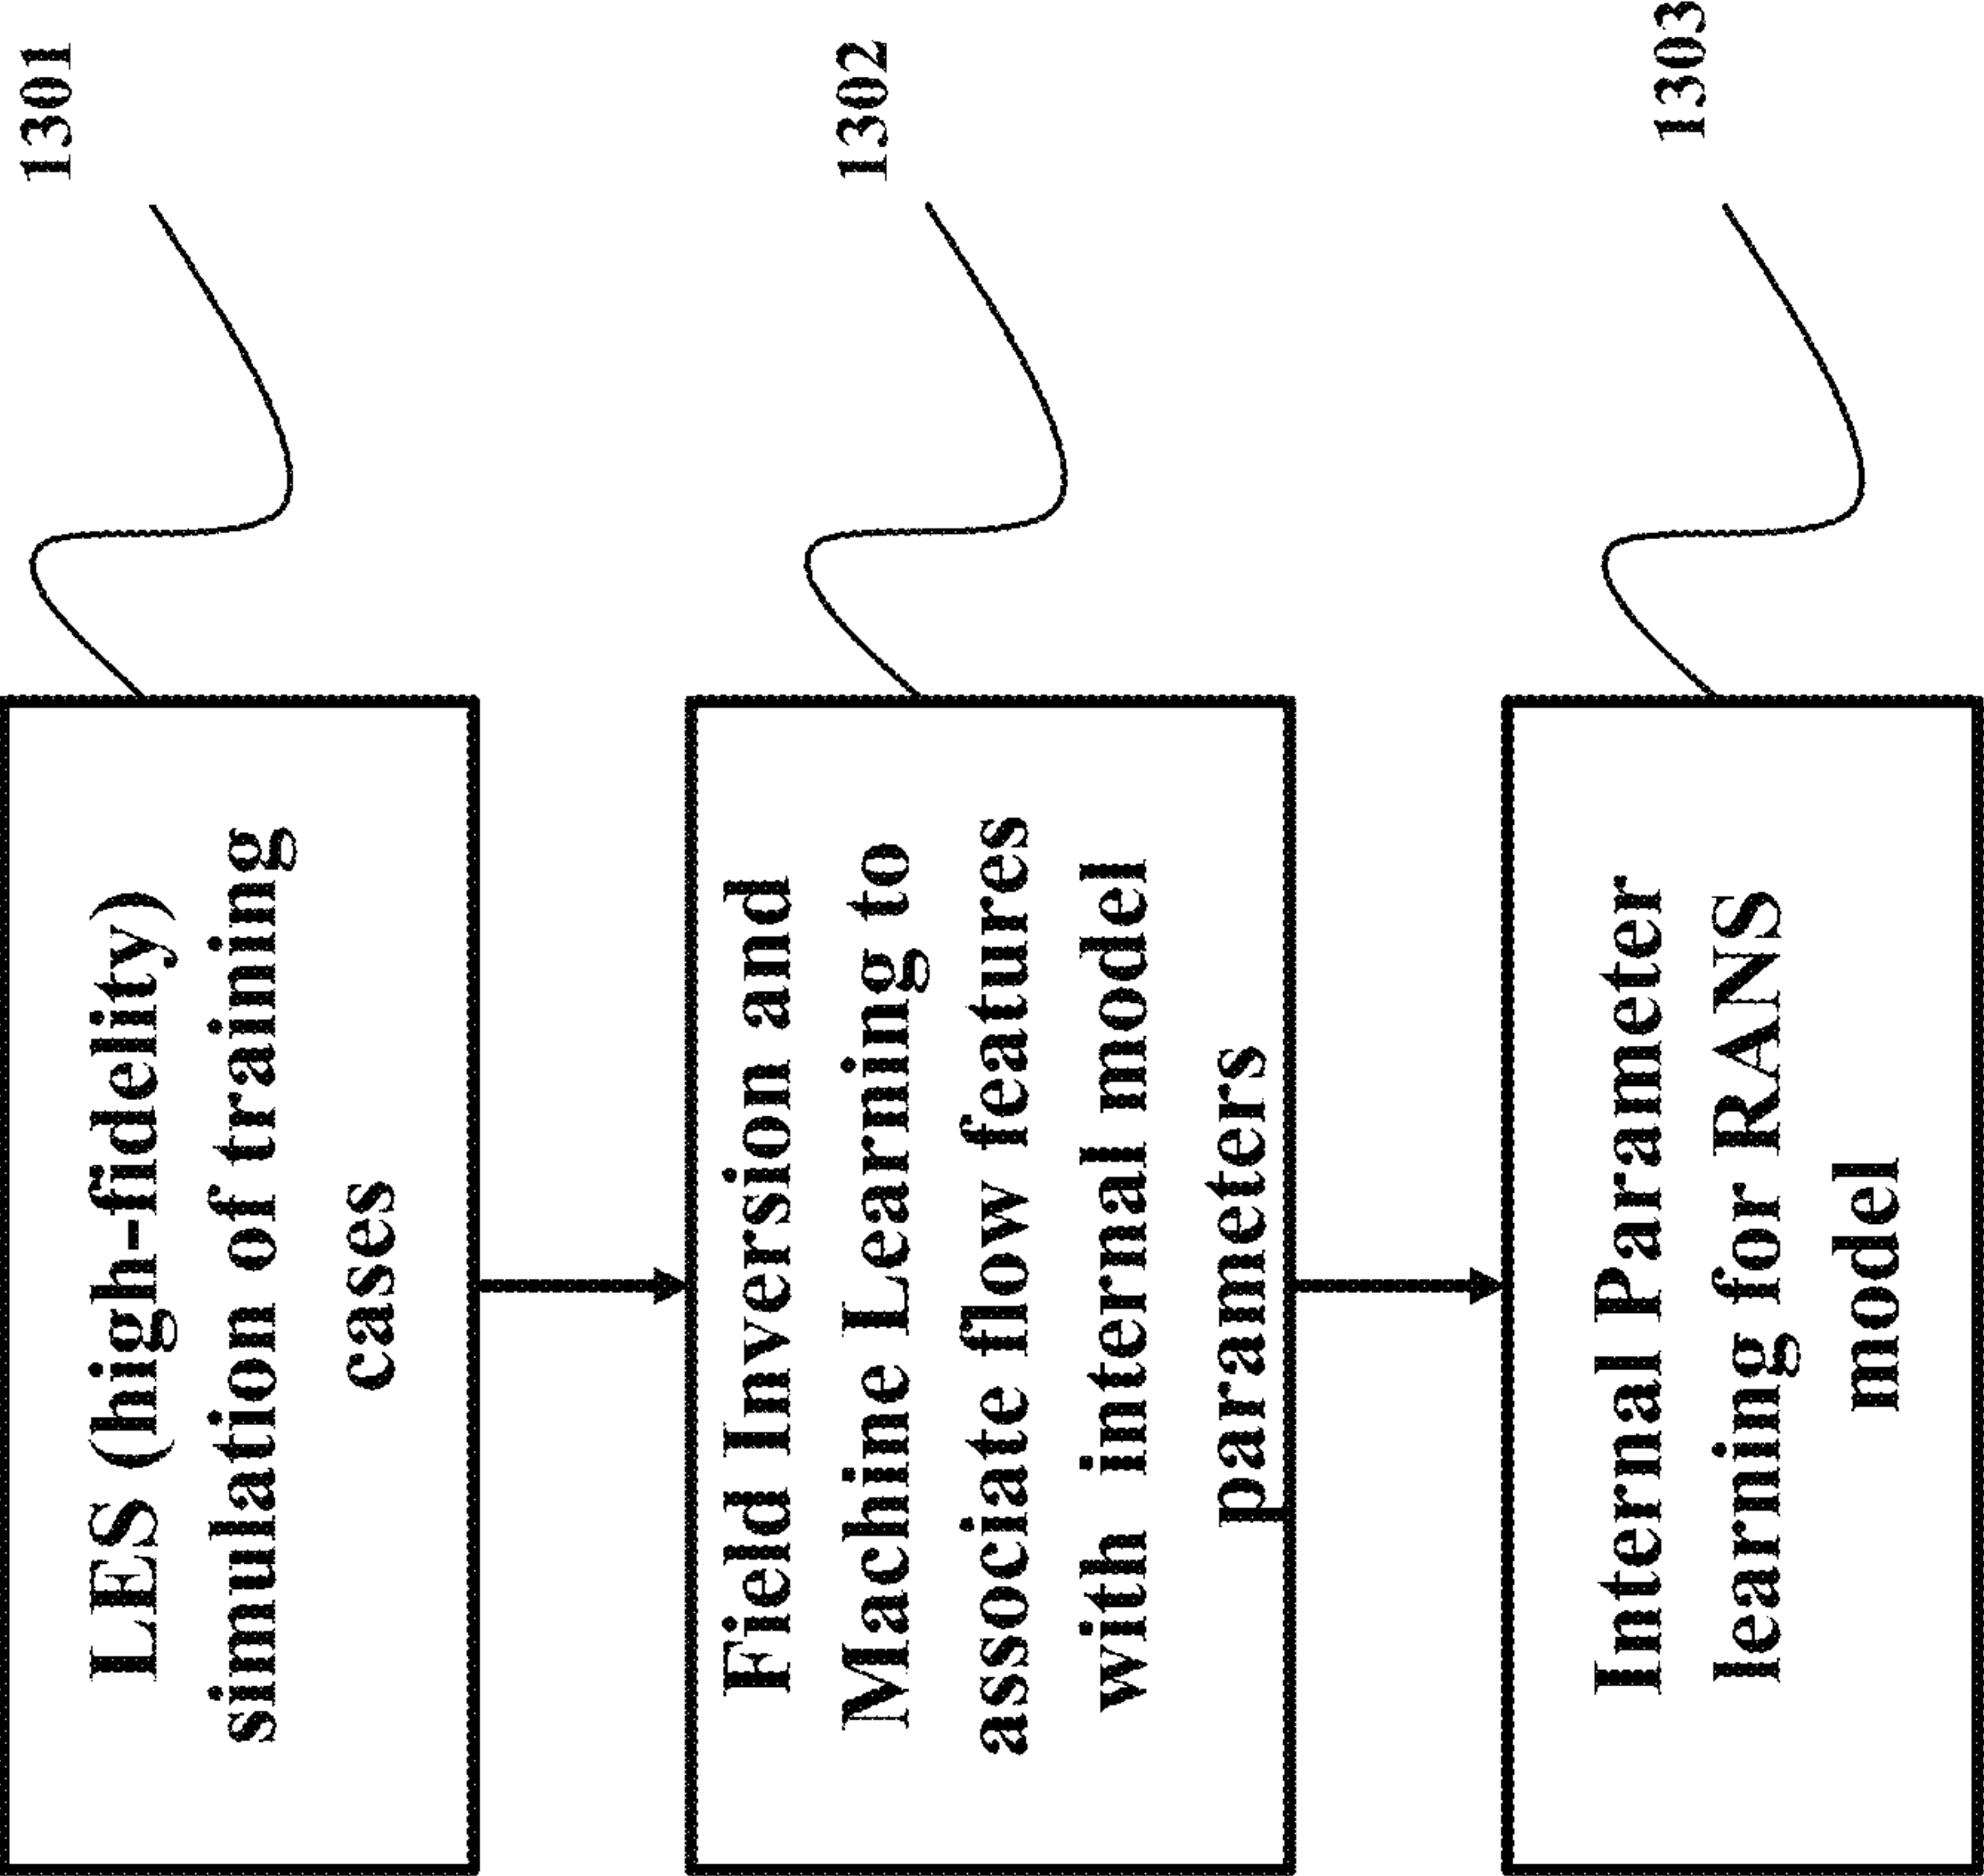 1301
LES (high-fidelity)
simulation of training
cases
1302
Field Inversion and
Machine Learning to
associate flow features
with internal model
parameters
1303
Internal Parameter
learning for RANS
model